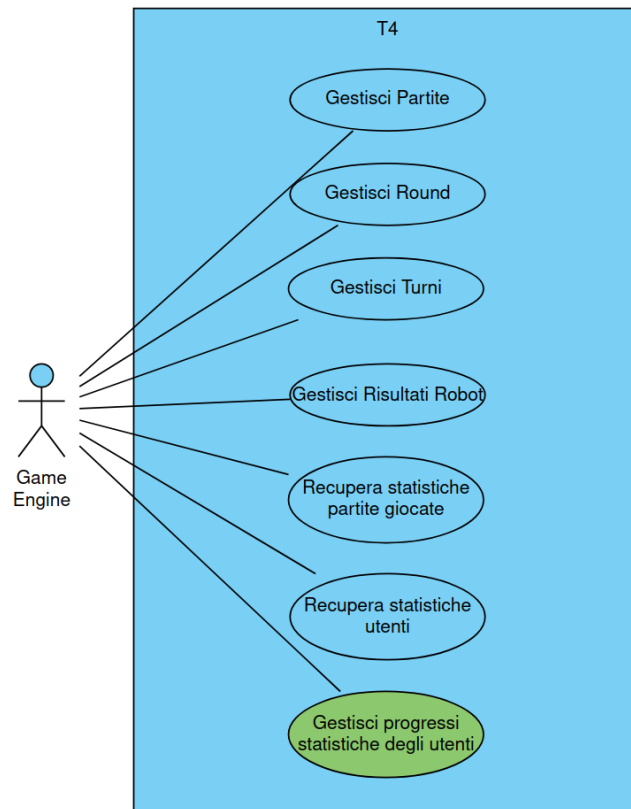 T4
Gestisci Partite
Gestisci Round
Gestisci Turni
Gestisci Risultati Robot
Game
Engine
Recupera statistiche
partite giocate
Recupera statistiche
utenti
Gestisci progressi
statistiche degli utenti